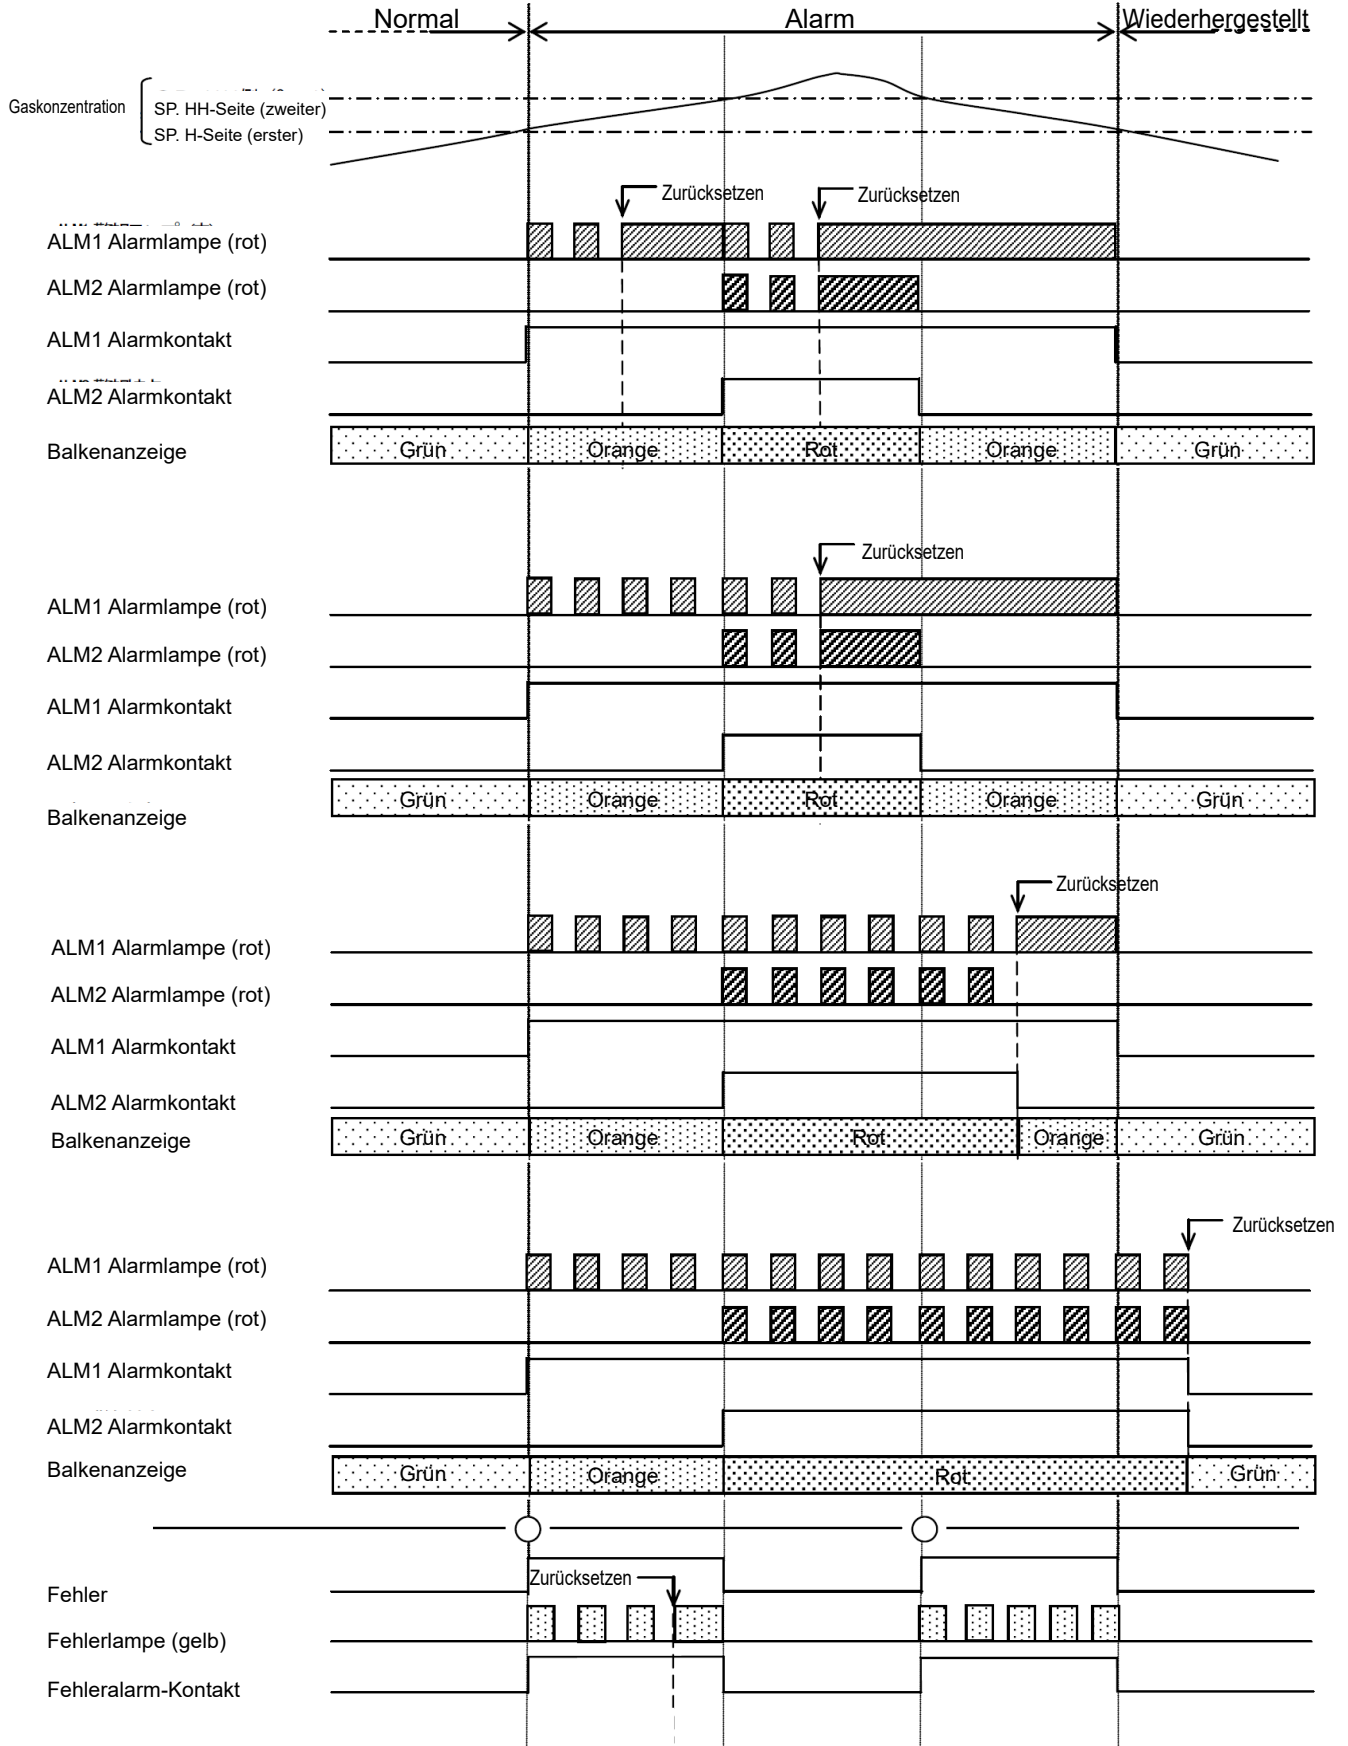 Normal
Alarm
Wiederhergestellt
Gaskonzentration
SP. HH-Seite (zweiter)
SP. H-Seite (erster)
Zurücksetzen
Zurücksetzen
ALM1 Alarmlampe (rot)
ALM2 Alarmlampe (rot)
ALM1 Alarmkontakt
ALM2 Alarmkontakt
Balkenanzeige
Grün
Orange
Rot
Orange
Grün
Zurücksetzen
ALM1 Alarmlampe (rot)
ALM2 Alarmlampe (rot)
ALM1 Alarmkontakt
ALM2 Alarmkontakt
Balkenanzeige
Grün
Orange
Rot
Orange
Grün
Zurücksetzen
ALM1 Alarmlampe (rot)
ALM2 Alarmlampe (rot)
ALM1 Alarmkontakt
ALM2 Alarmkontakt
Balkenanzeige
Grün
Orange
Rot
Orange
Grün
Zurücksetzen
ALM1 Alarmlampe (rot)
ALM2 Alarmlampe (rot)
ALM1 Alarmkontakt
ALM2 Alarmkontakt
Balkenanzeige
Grün
Orange
Rot
Grün
Zurücksetzen
Fehler
Fehlerlampe (gelb)
Fehleralarm-Kontakt